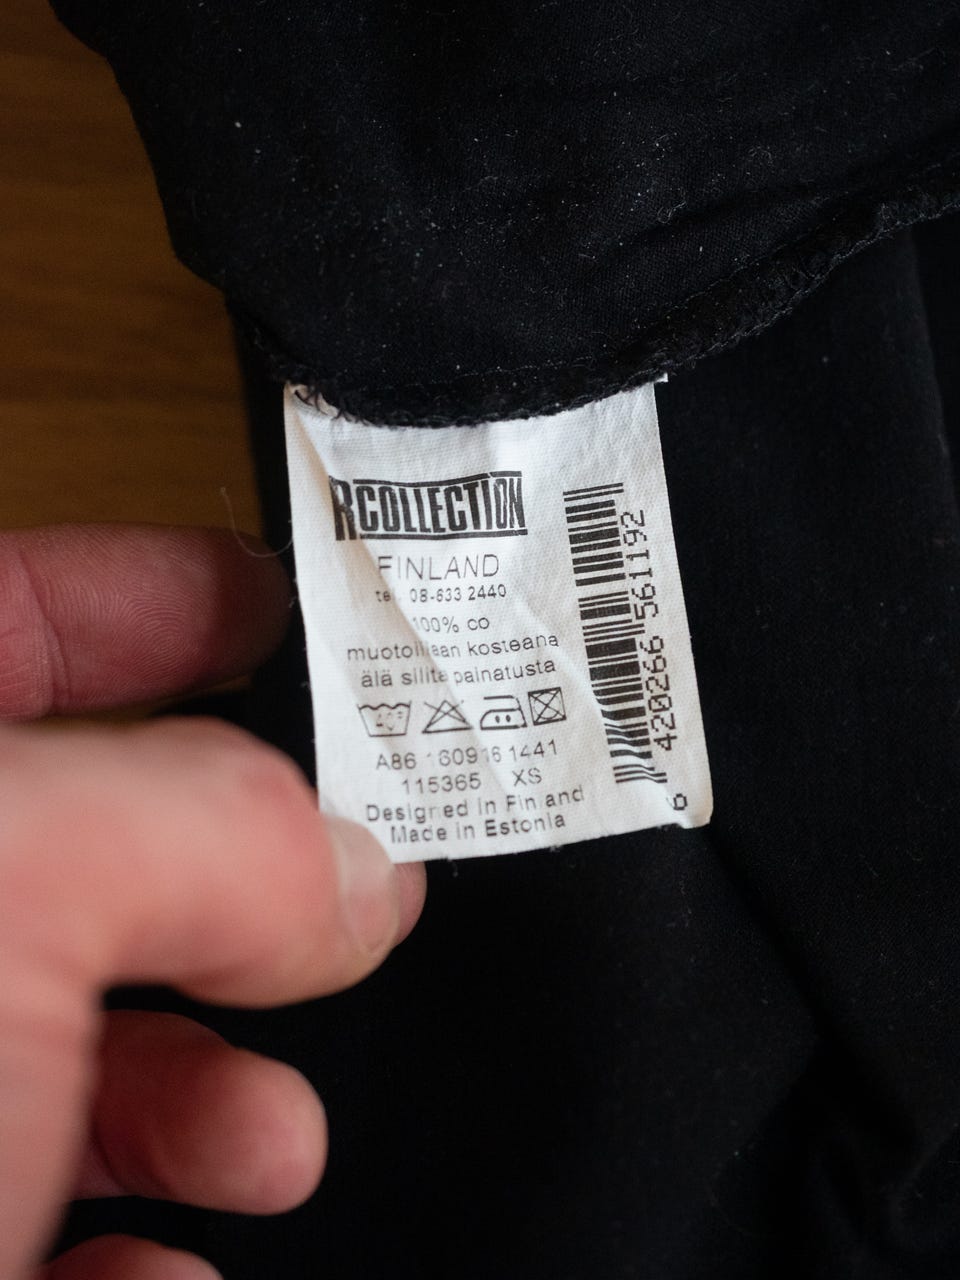 RCOLLECTION
FINLAND
tel. 08-633 2440
100% co
muotoillaan kosteana
älä silitä painatusta
40°
A86 160916 1441
115365 XS
Designed in Finland
Made in Estonia
6 420266 561192